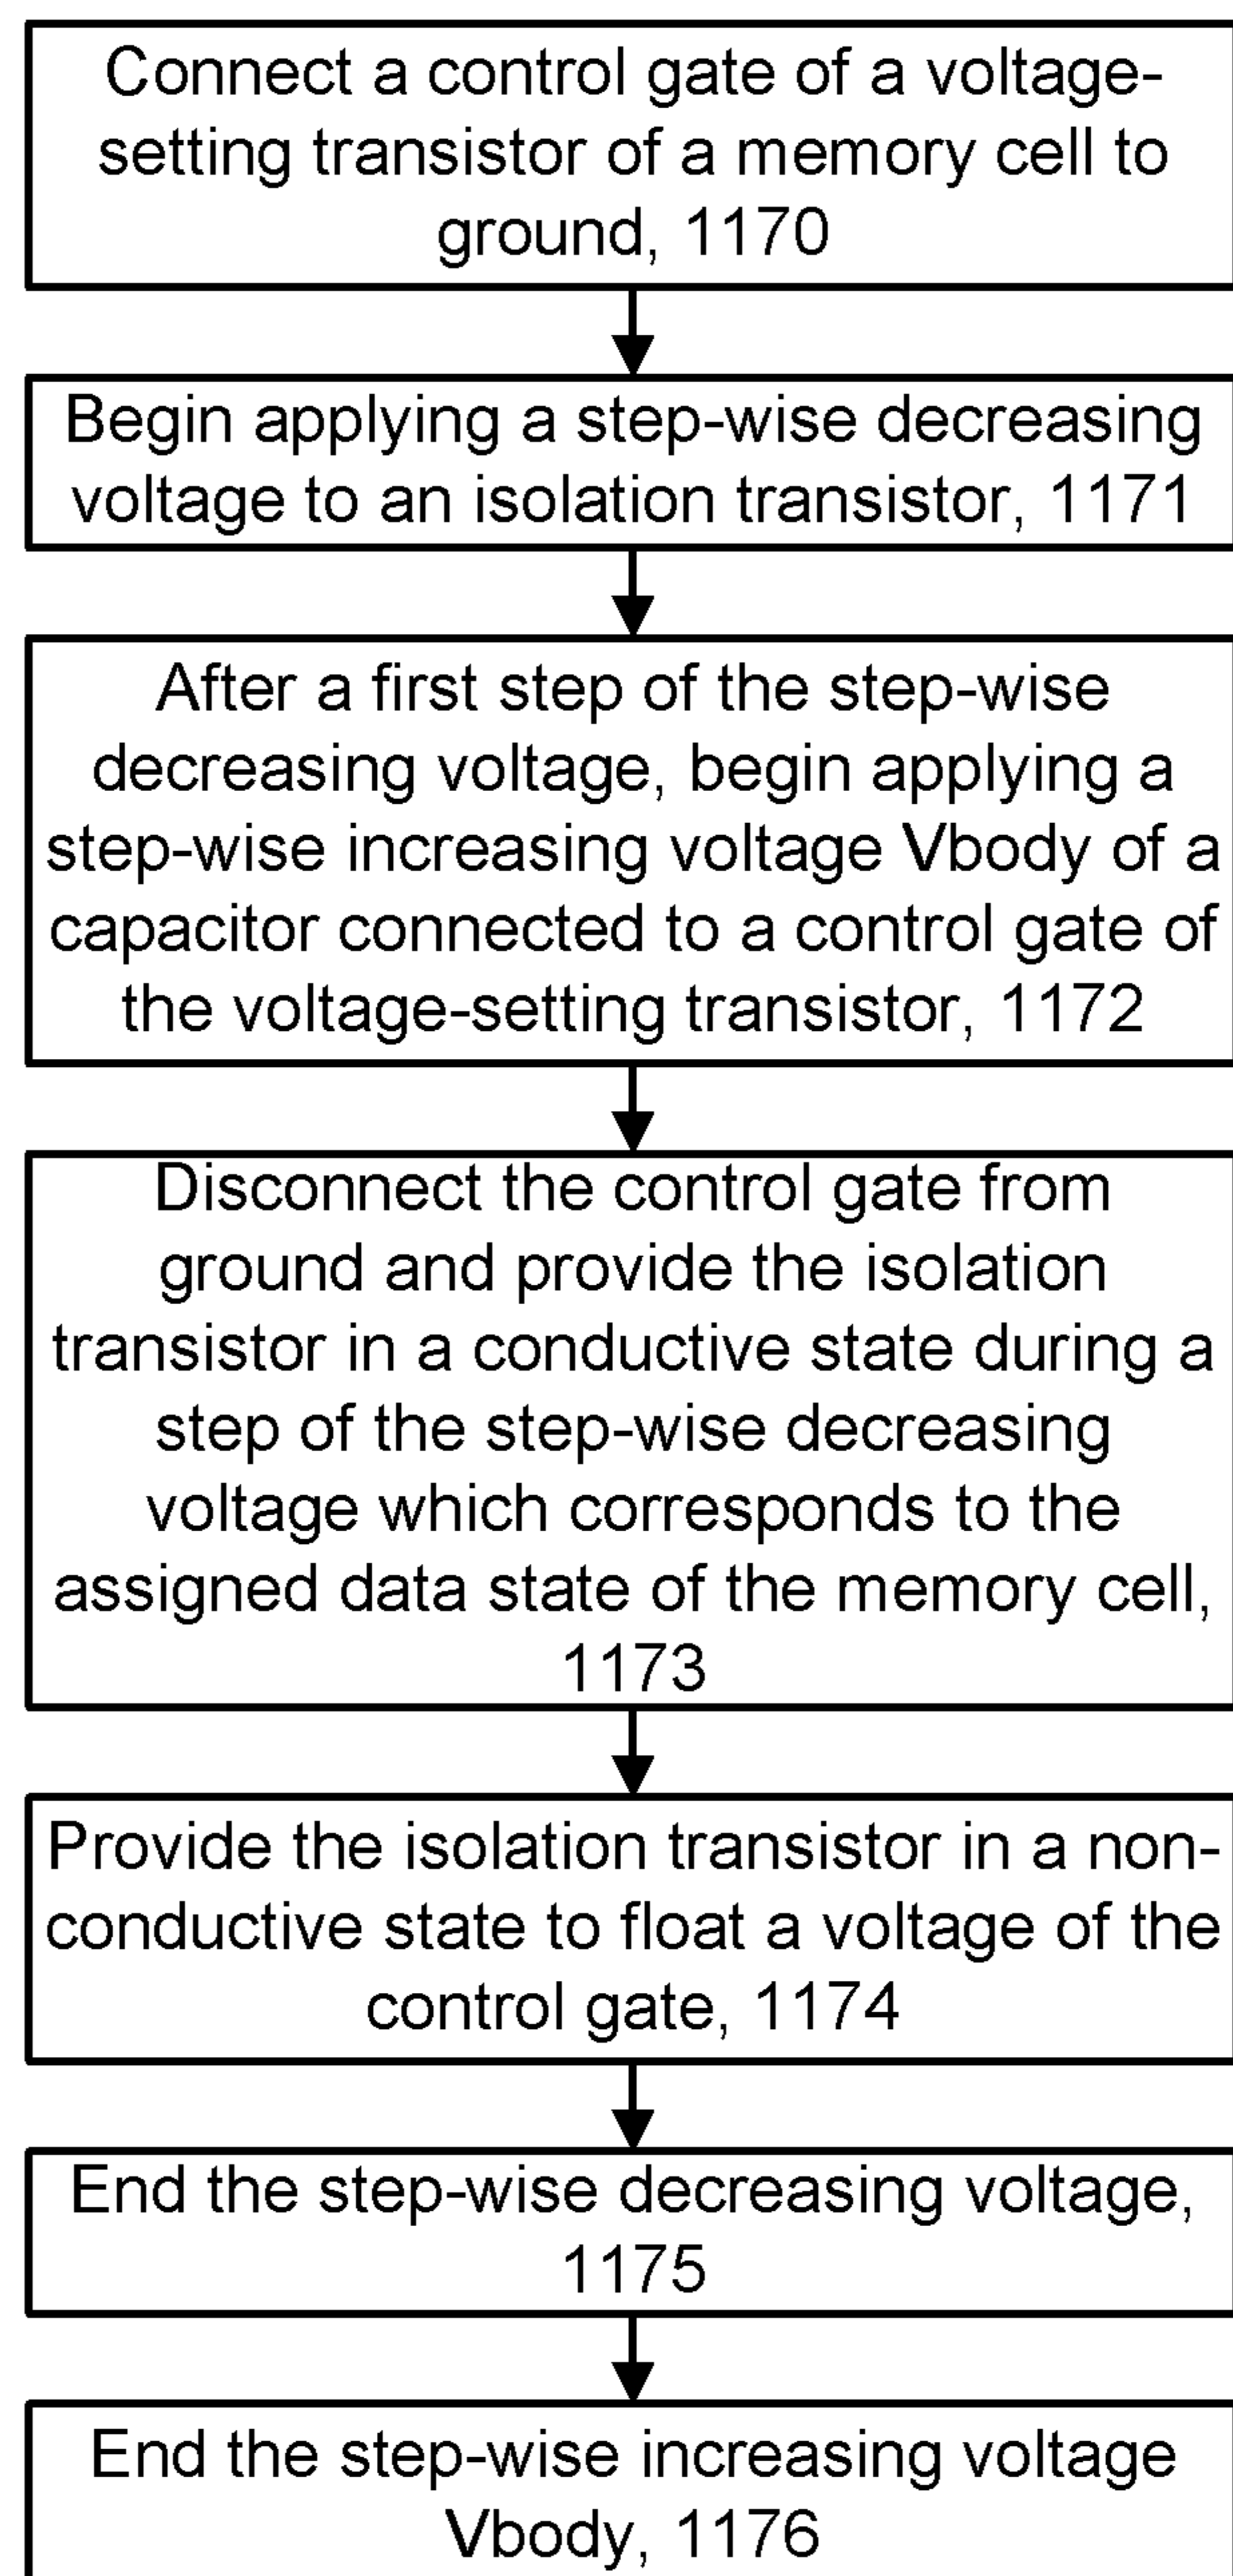 Connect a control gate of a voltage-
setting transistor of a memory cell to
ground, 1170
Begin applying a step-wise decreasing
voltage to an isolation transistor, 1171
After a first step of the step-wise
decreasing voltage, begin applying a
step-wise increasing voltage Vbody of a
capacitor connected to a control gate of
the voltage-setting transistor, 1172
Disconnect the control gate from
ground and provide the isolation
transistor in a conductive state during a
step of the step-wise decreasing
voltage which corresponds to the
assigned data state of the memory cell,
1173
Provide the isolation transistor in a non-
conductive state to float a voltage of the
control gate, 1174
End the step-wise decreasing voltage,
1175
End the step-wise increasing voltage
Vbody, 1176